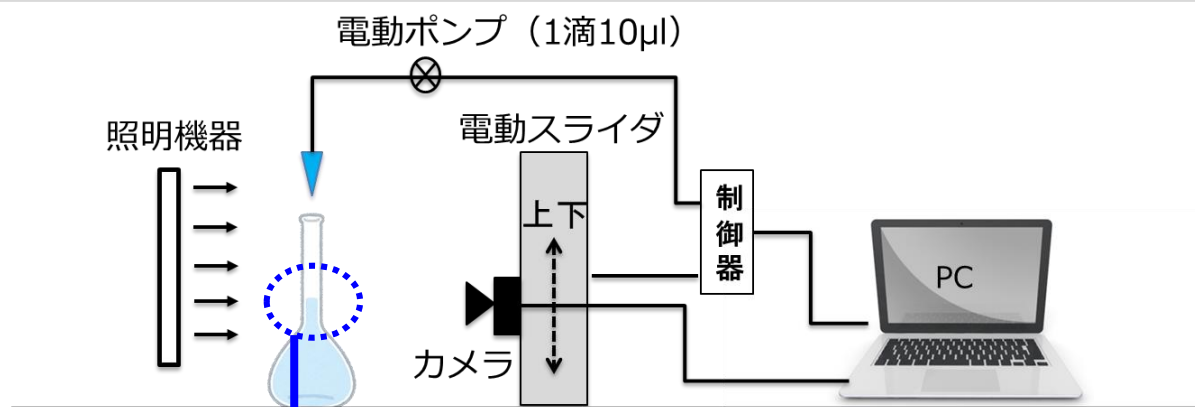 電動ポンプ（1滴10μl）
照明機器
電動スライダ
上下
制御器
PC
カメラ